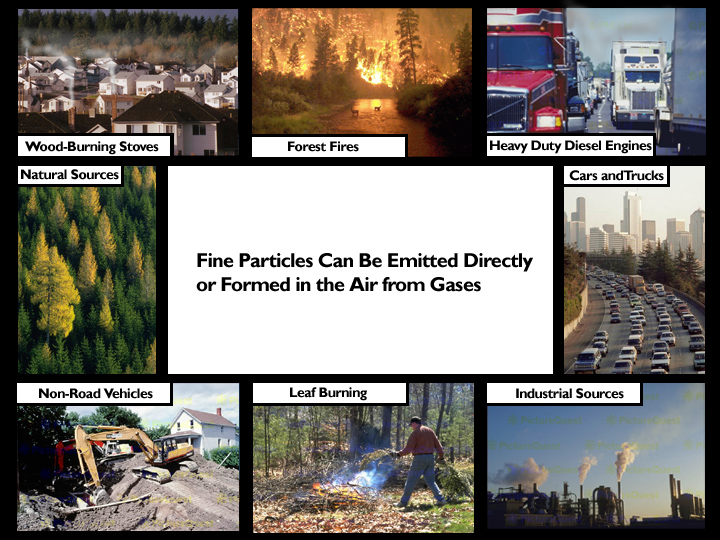 Wood-Burning Stoves
Forest Fires
Heavy Duty Diesel Engines
Natural Sources
Cars andTrucks
Fine Particles Can Be Emitted Directly
or Formed in the Air from Gases
Non-Road Vehicles
Leaf Burning
Industrial Sources